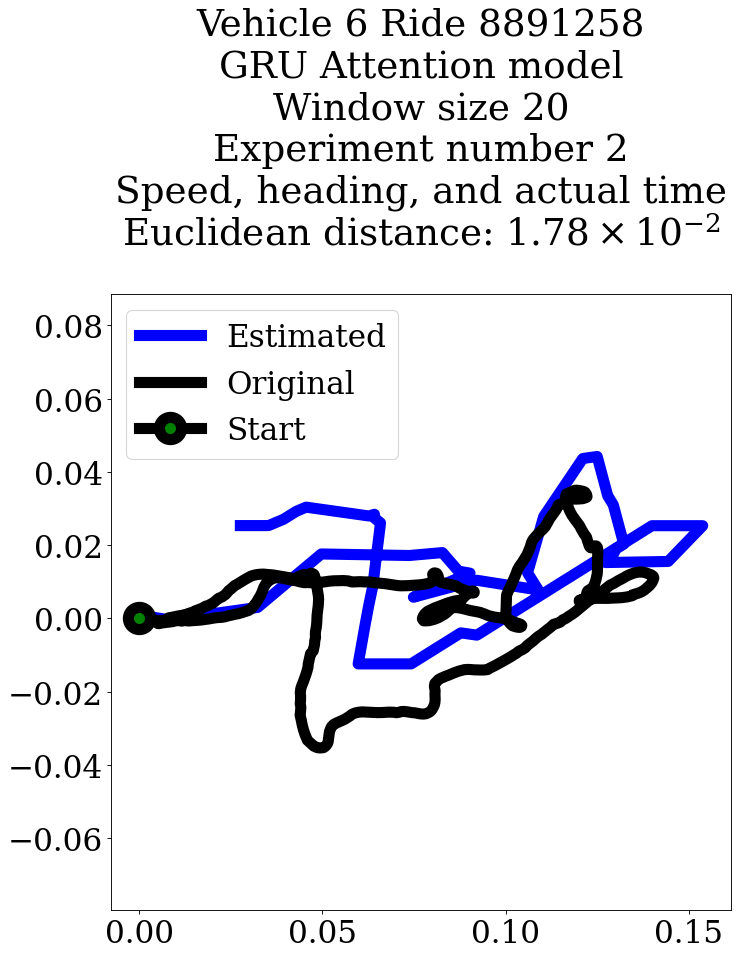 Vehicle 6 Ride 8891258
GRU Attention model
Window size 20
Experiment number 2
Speed, heading, and actual time
Euclidean distance: 1.78 × 10⁻²
Estimated
Original
Start
0.08
0.06
0.04
0.02
0.00
−0.02
−0.04
−0.06
0.00 0.05 0.10 0.15